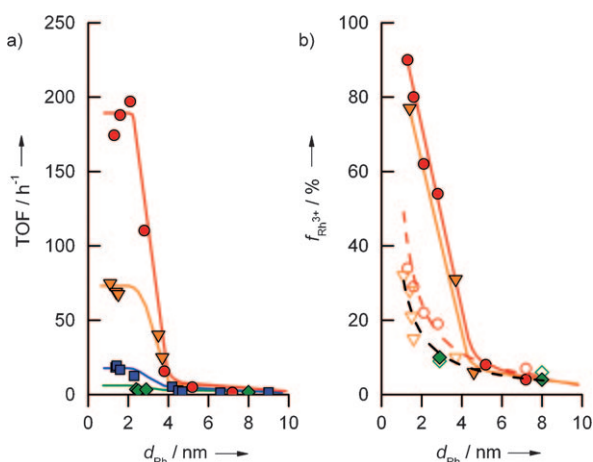 a)
250
200
150
100
50
0
TOF / h⁻¹ →
0 2 4 6 8 10
d_Rh / nm →
b)
100
80
60
40
20
0
f_Rh³⁺ / % →
0 2 4 6 8 10
d_Rh / nm →